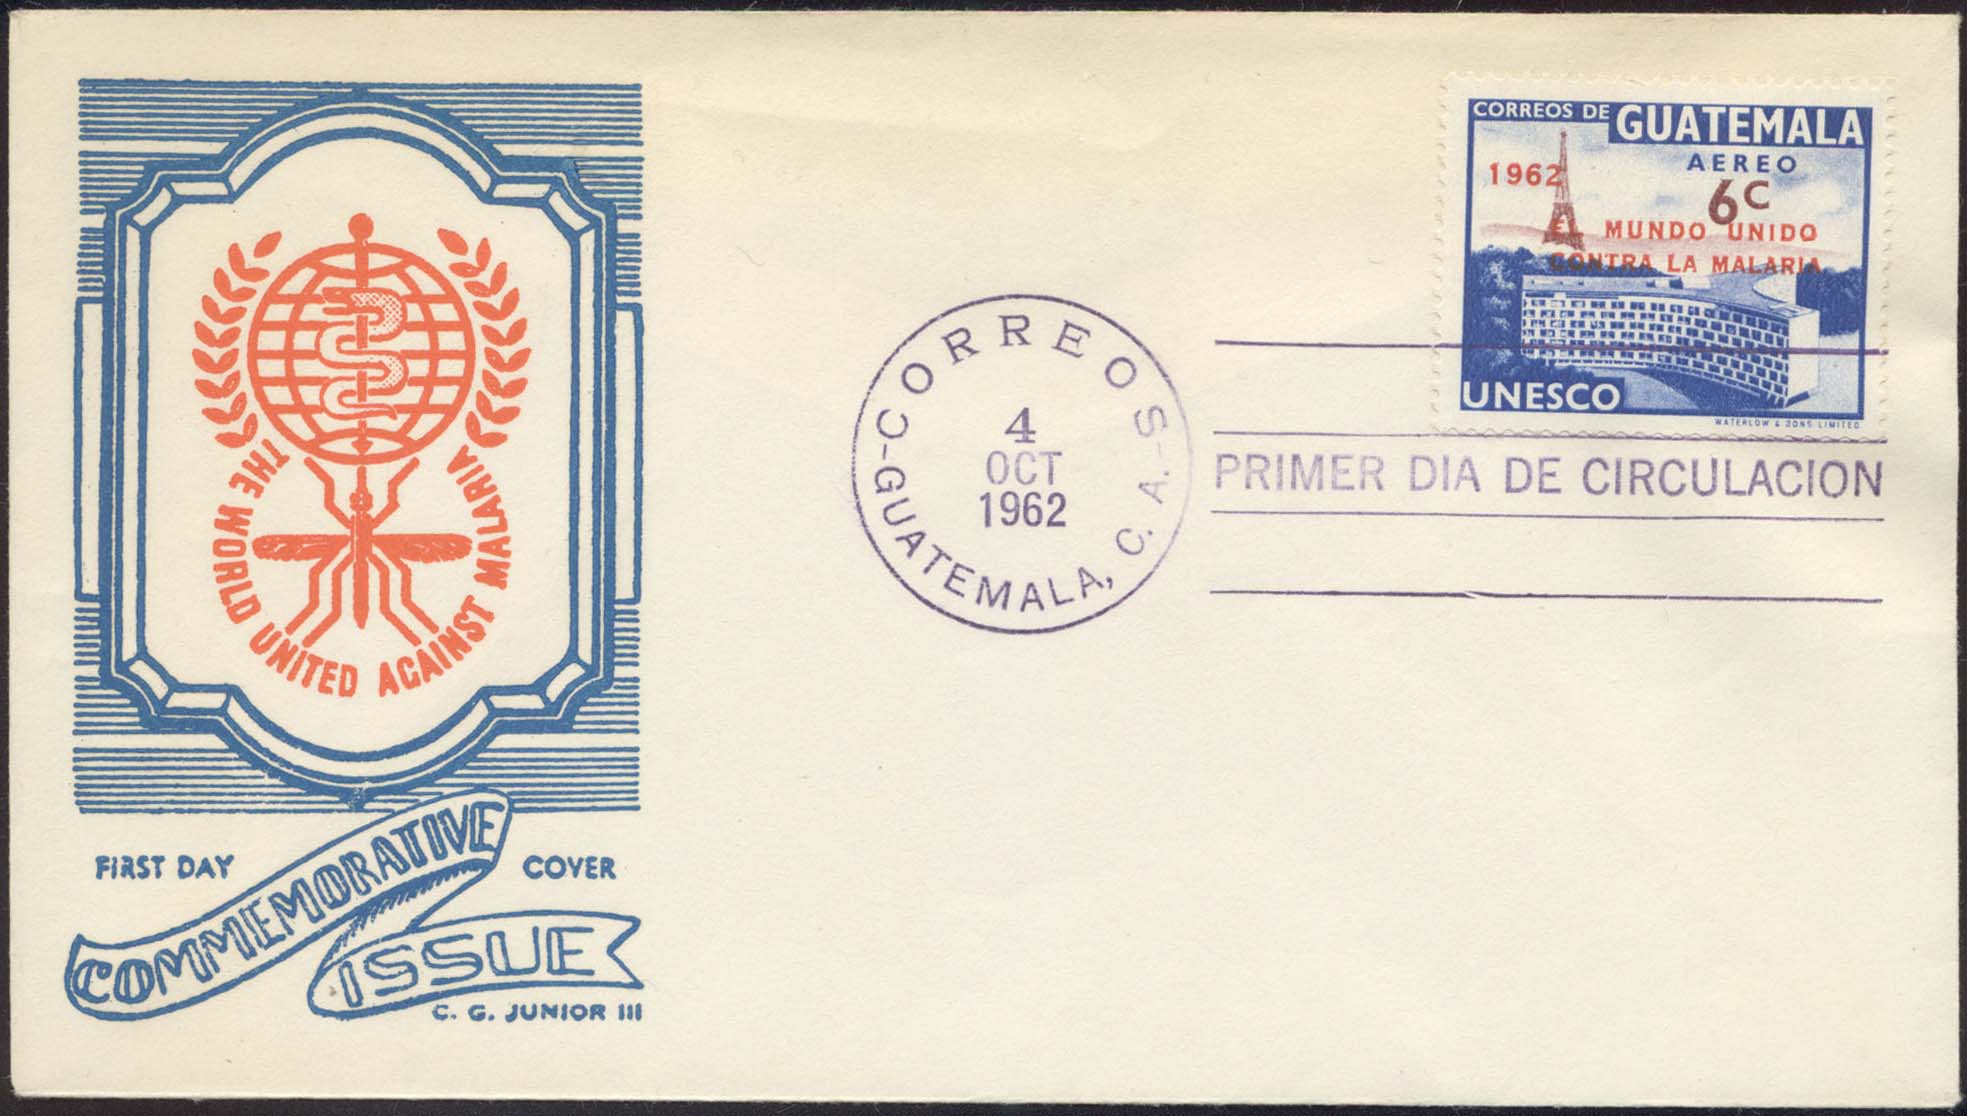 THE WORLD UNITED AGAINST MALARIA
FIRST DAY COVER
COMMEMORATIVE
ISSUE
C. G. JUNIOR III
CORREOS
4
OCT
1962
-GUATEMALA, C. A.-
CORREOS DE GUATEMALA
AEREO
1962
6C
EL MUNDO UNIDO
CONTRA LA MALARIA
UNESCO
WATERLOW & SONS LIMITED
PRIMER DIA DE CIRCULACION